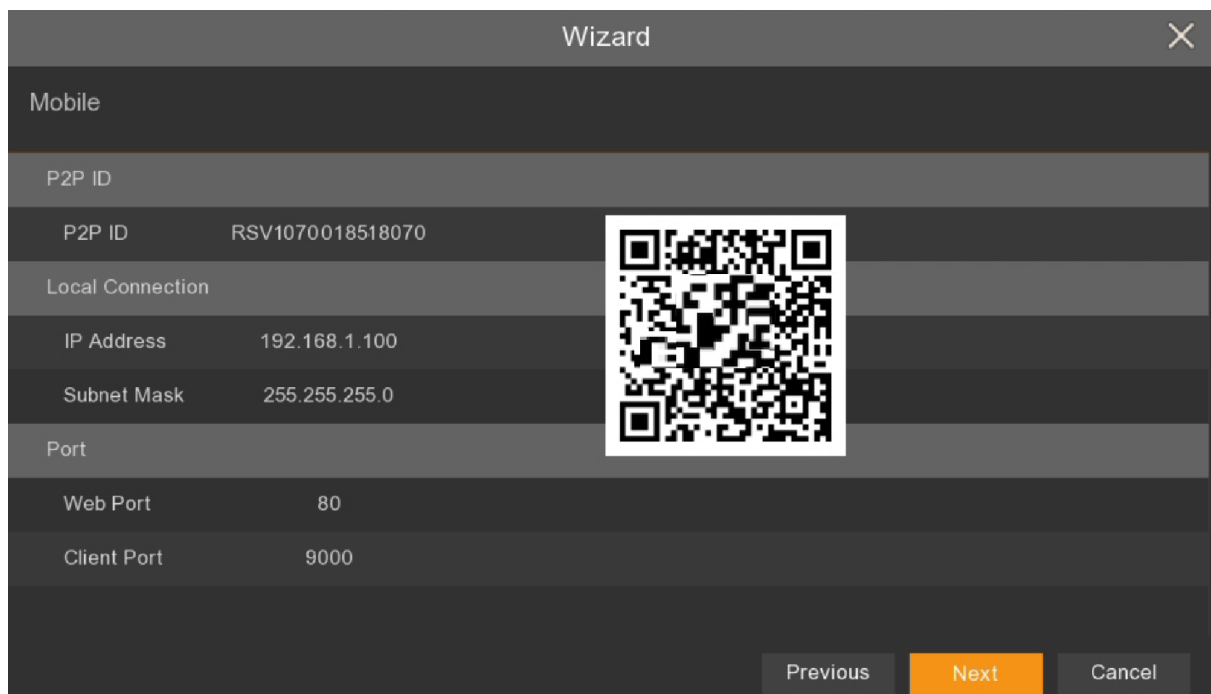 Wizard
Mobile
P2P ID
P2P ID RSV1070018518070
Local Connection
IP Address 192.168.1.100
Subnet Mask 255.255.255.0
Port
Web Port 80
Client Port 9000
Previous Next Cancel